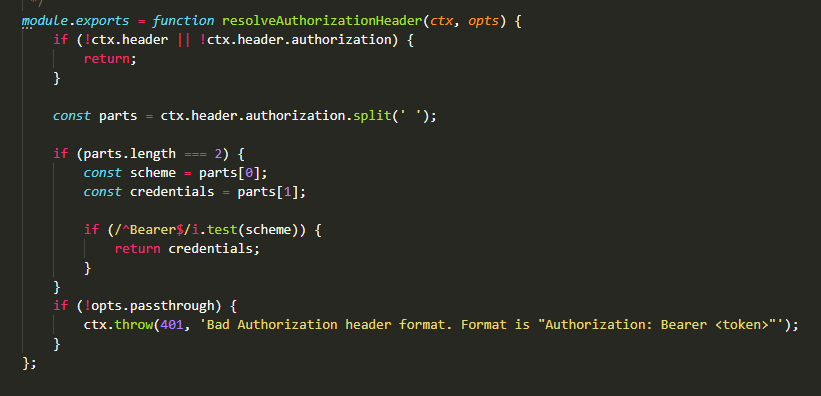 */
module.exports = function resolveAuthorizationHeader(ctx, opts) {
    if (!ctx.header || !ctx.header.authorization) {
        return;
    }

    const parts = ctx.header.authorization.split(' ');

    if (parts.length === 2) {
        const scheme = parts[0];
        const credentials = parts[1];

        if (/^Bearer$/i.test(scheme)) {
            return credentials;
        }
    }
    if (!opts.passthrough) {
        ctx.throw(401, 'Bad Authorization header format. Format is "Authorization: Bearer <token>"');
    }
};